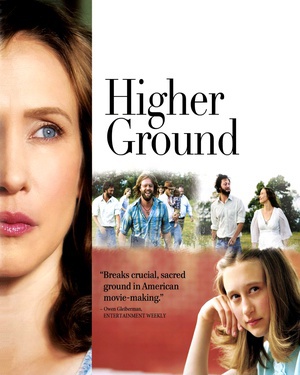 Higher
Ground
“Breaks crucial, sacred
ground in American
movie-making.”
– Owen Gleiberman,
ENTERTAINMENT WEEKLY